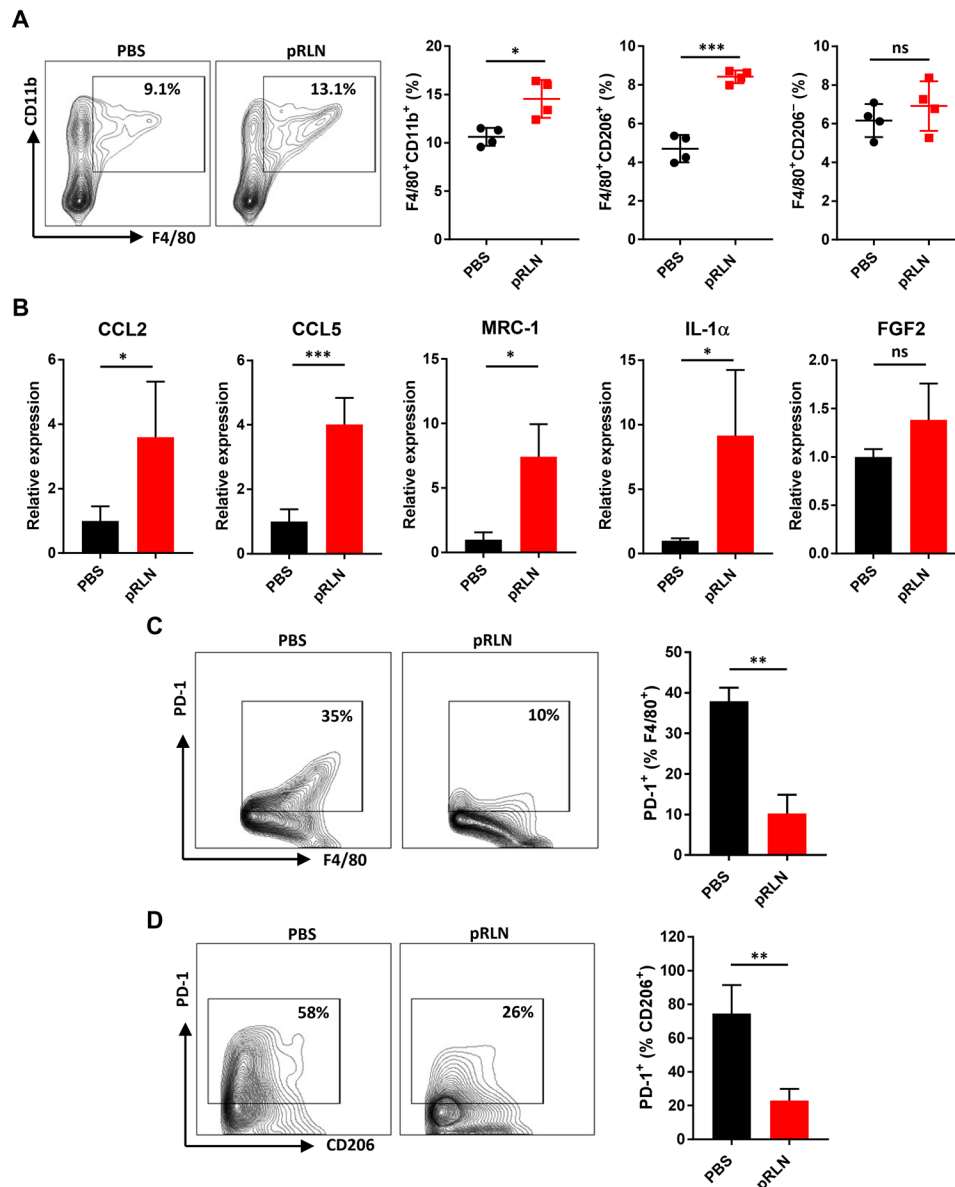 A
PBS
pRLN
9.1%
13.1%
CD11b
F4/80
F4/80⁺CD11b⁺ (%)
20
15
10
5
0
*
PBS
pRLN
F4/80⁺CD206⁺ (%)
10
8
6
4
2
0
***
PBS
pRLN
F4/80⁺CD206⁻ (%)
10
8
6
4
2
0
ns
PBS
pRLN
B
CCL2
Relative expression
6
4
2
0
*
PBS
pRLN
CCL5
Relative expression
6
4
2
0
***
PBS
pRLN
MRC-1
Relative expression
15
10
5
0
*
PBS
pRLN
IL-1α
Relative expression
15
10
5
0
*
PBS
pRLN
FGF2
Relative expression
2.0
1.5
1.0
0.5
0.0
ns
PBS
pRLN
C
PBS
pRLN
35%
10%
PD-1
F4/80
PD-1⁺ (% F4/80⁺)
50
40
30
20
10
0
**
PBS
pRLN
D
PBS
pRLN
58%
26%
PD-1
CD206
PD-1⁺ (% CD206⁺)
120
100
80
60
40
20
0
**
PBS
pRLN